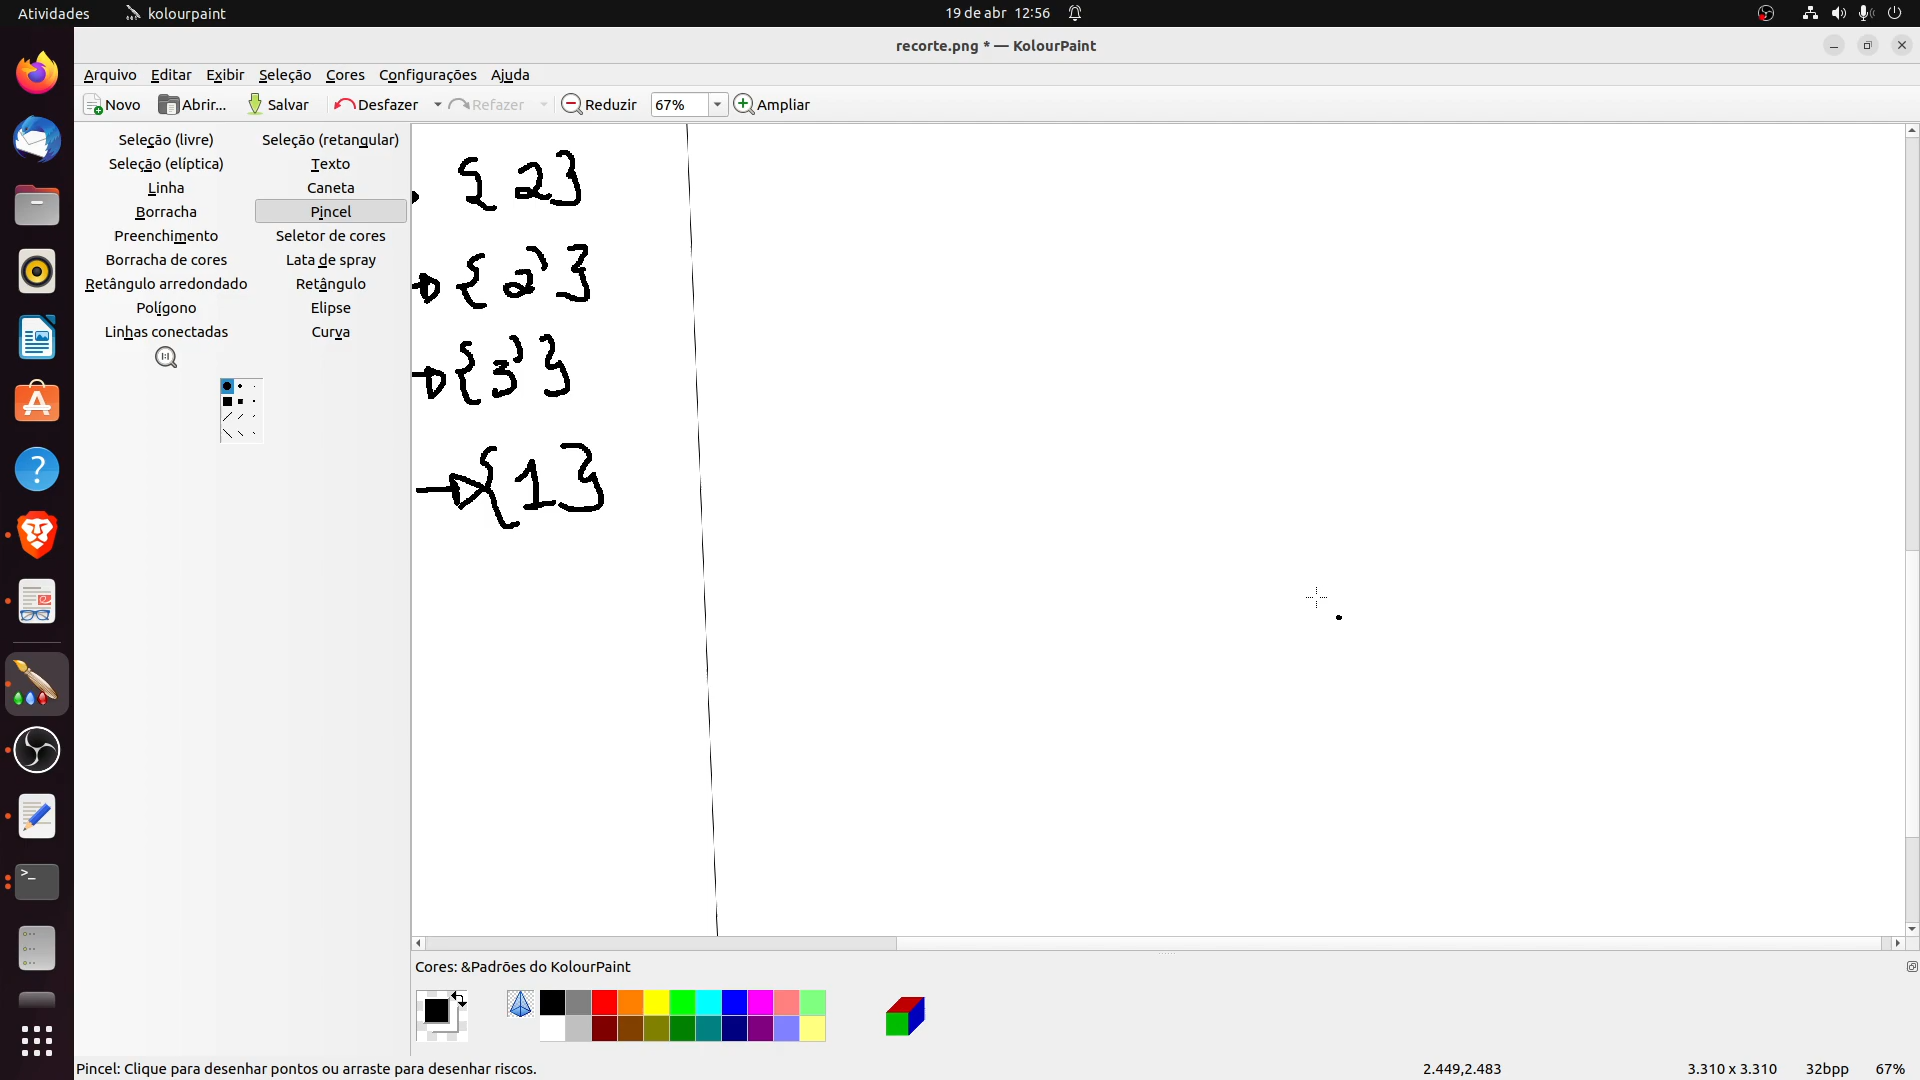 Atividades kolourpaint 19 de abr 12:56
recorte.png * — KolourPaint
Arquivo Editar Exibir Seleção Cores Configurações Ajuda
Novo Abrir... Salvar Desfazer Refazer Reduzir 67% Ampliar
Seleção (livre) Seleção (retangular)
Seleção (elíptica) Texto
Linha Caneta
Borracha Pincel
Preenchimento Seletor de cores
Borracha de cores Lata de spray
Retângulo arredondado Retângulo
Polígono Elipse
Linhas conectadas Curva
{ 2}
{ 2' }
{ 3' }
{ 1 }
Cores: &Padrões do KolourPaint
Pincel: Clique para desenhar pontos ou arraste para desenhar riscos. 2.449,2.483 3.310 x 3.310 32bpp 67%